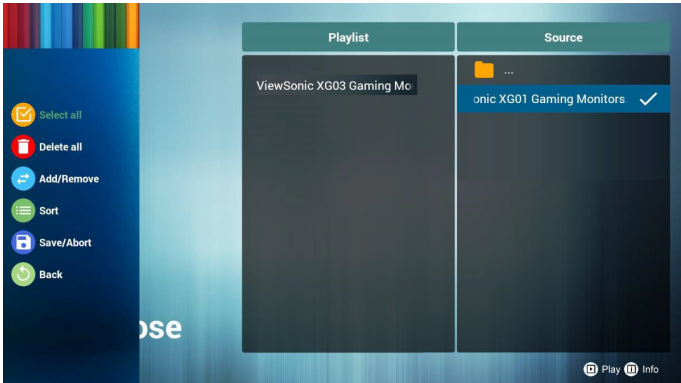 Playlist
Source
...
ViewSonic XG03 Gaming Mo
onic XG01 Gaming Monitors.
Select all
Delete all
Add/Remove
Sort
Save/Abort
Back
ose
Play
Info